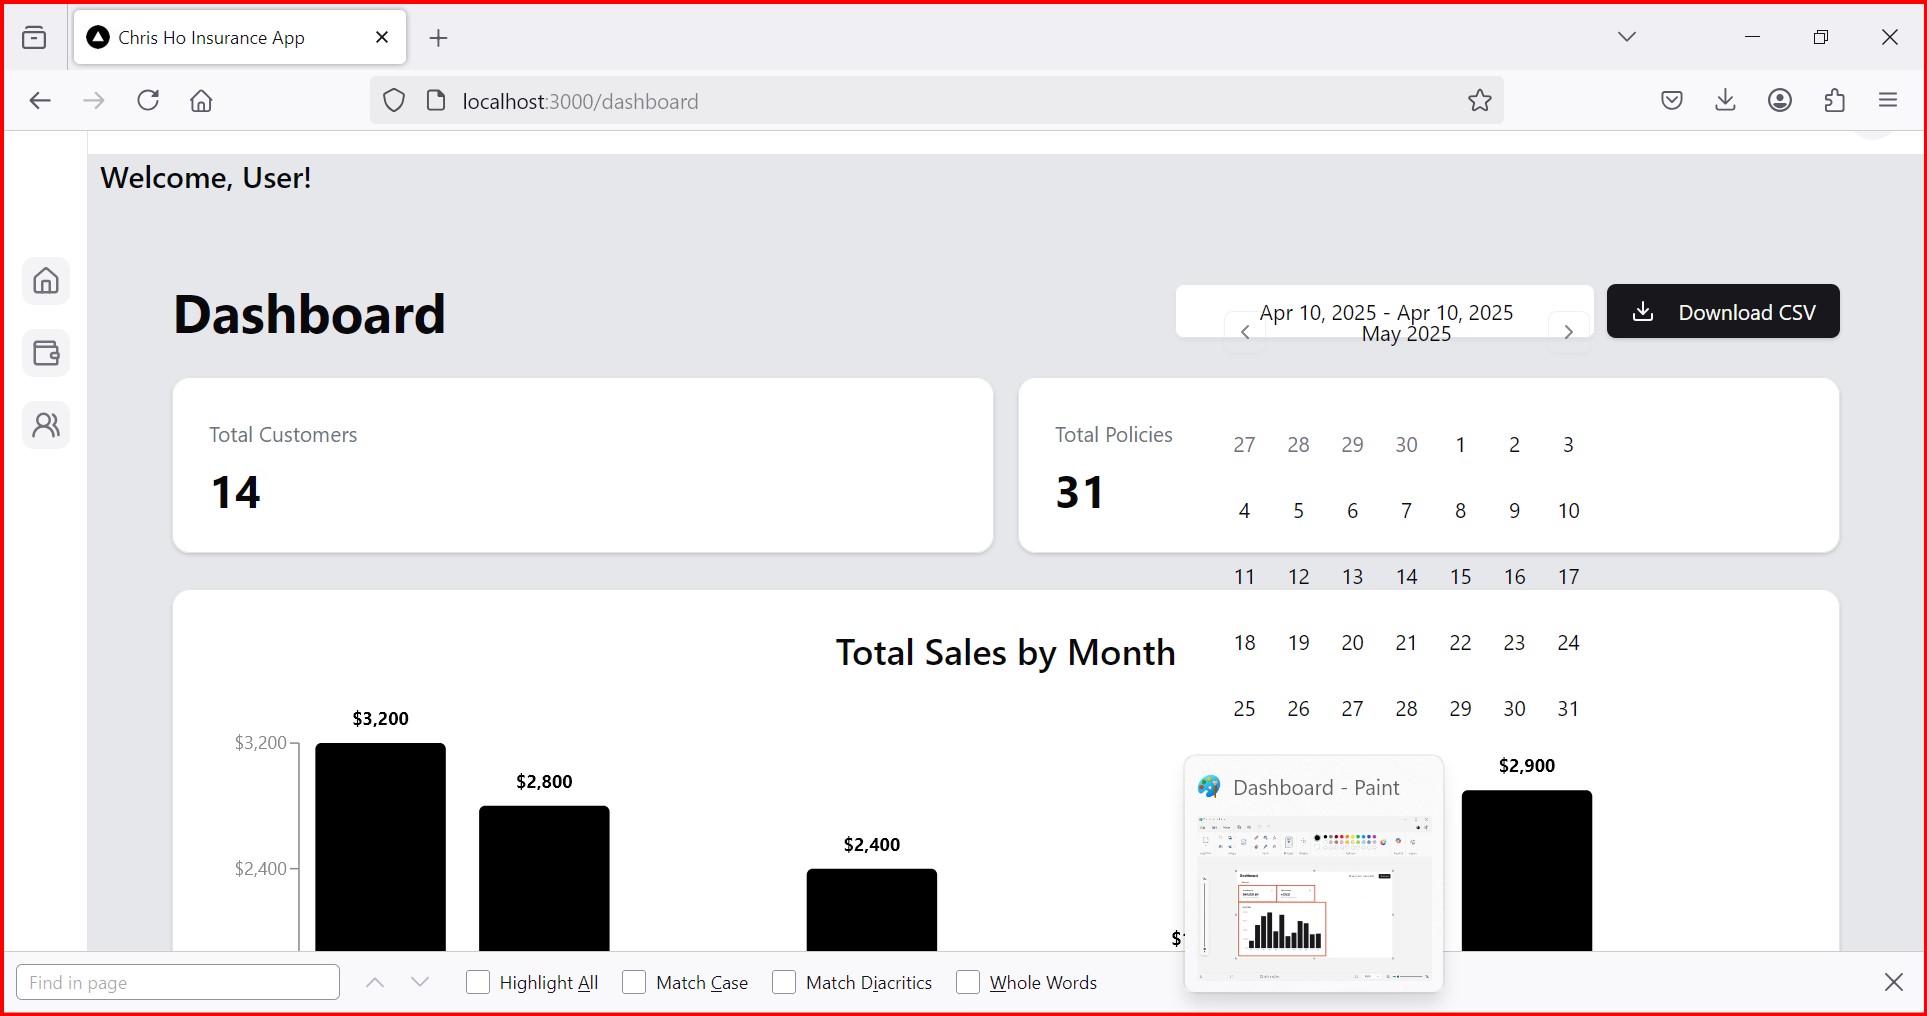 Chris Ho Insurance App
localhost:3000/dashboard
Welcome, User!
Dashboard
Apr 10, 2025 - Apr 10, 2025
Download CSV
May 2025
Total Customers
14
Total Policies
31
27 28 29 30 1 2 3
4 5 6 7 8 9 10
11 12 13 14 15 16 17
18 19 20 21 22 23 24
25 26 27 28 29 30 31
Total Sales by Month
$3,200
$3,200
$2,800
$2,400
$2,400
$2,900
Dashboard - Paint
Find in page
Highlight All
Match Case
Match Diacritics
Whole Words